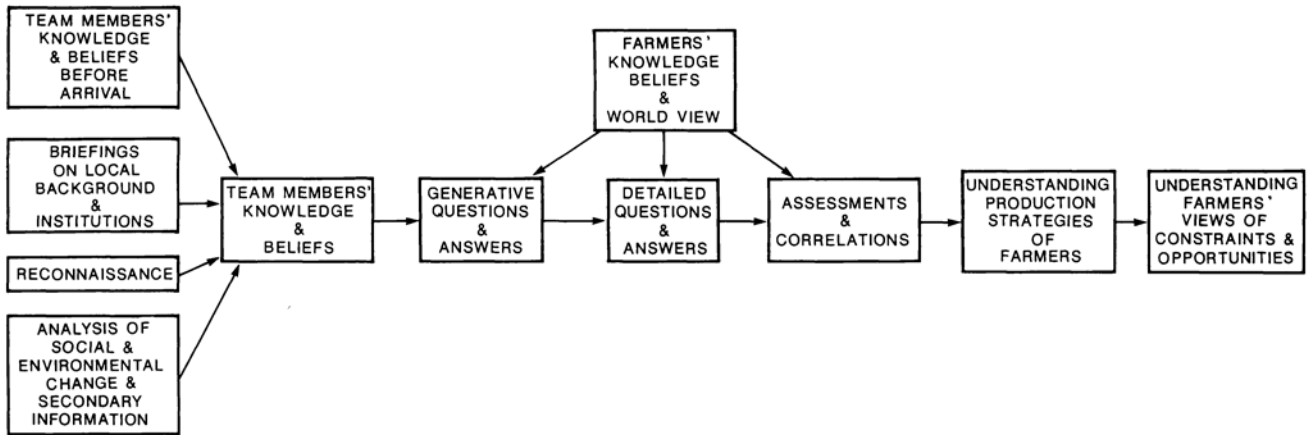 TEAM MEMBERS'
KNOWLEDGE
& BELIEFS
BEFORE
ARRIVAL
BRIEFINGS
ON LOCAL
BACKGROUND
&
INSTITUTIONS
RECONNAISSANCE
ANALYSIS OF
SOCIAL &
ENVIRONMENTAL
CHANGE &
SECONDARY
INFORMATION
TEAM MEMBERS'
KNOWLEDGE
&
BELIEFS
FARMERS'
KNOWLEDGE
BELIEFS
&
WORLD VIEW
GENERATIVE
QUESTIONS
&
ANSWERS
DETAILED
QUESTIONS
&
ANSWERS
ASSESSMENTS
&
CORRELATIONS
UNDERSTANDING
PRODUCTION
STRATEGIES
OF
FARMERS
UNDERSTANDING
FARMERS'
VIEWS OF
CONSTRAINTS &
OPPORTUNITIES